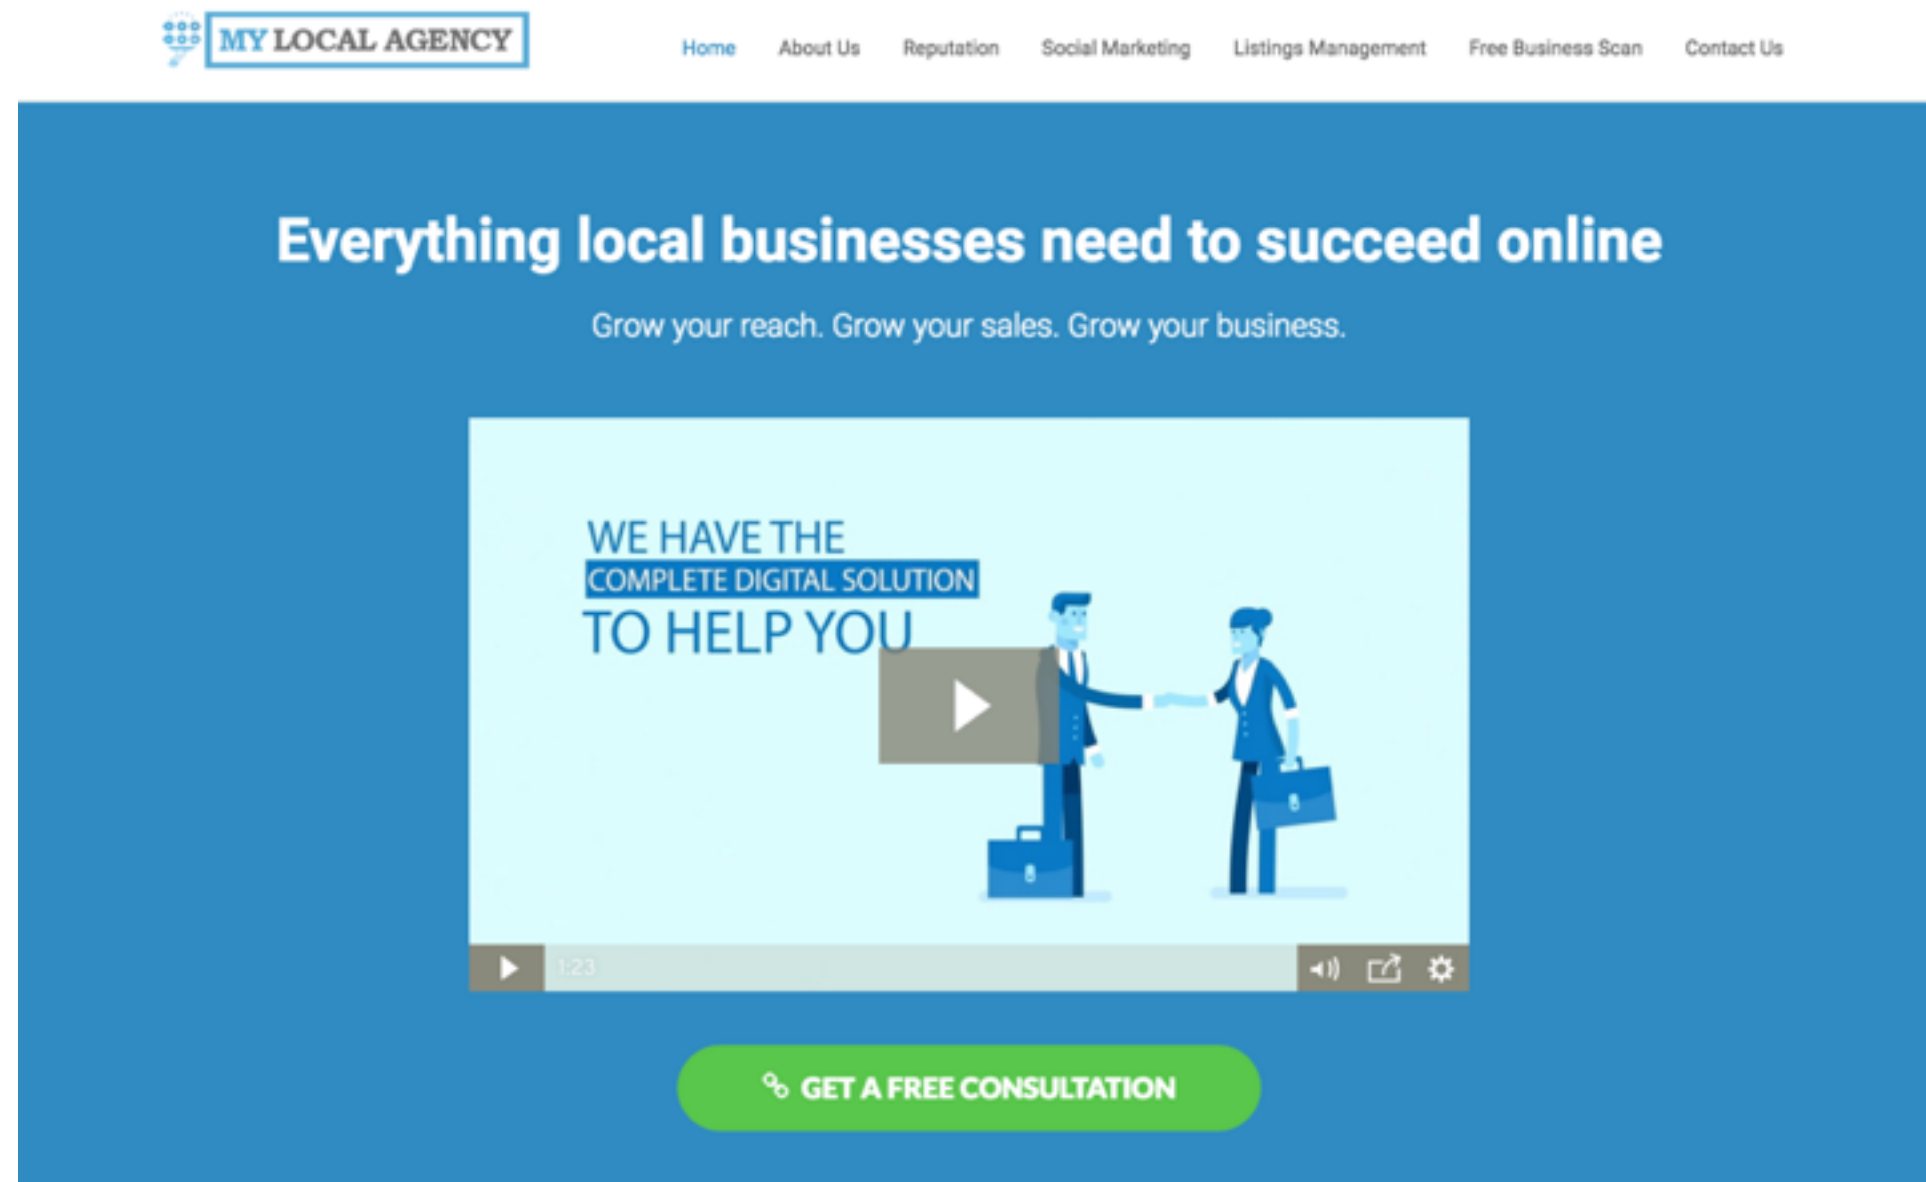 MY LOCAL AGENCY
Home About Us Reputation Social Marketing Listings Management Free Business Scan Contact Us
Everything local businesses need to succeed online
Grow your reach. Grow your sales. Grow your business.
WE HAVE THE
COMPLETE DIGITAL SOLUTION
TO HELP YOU
1:23
GET A FREE CONSULTATION